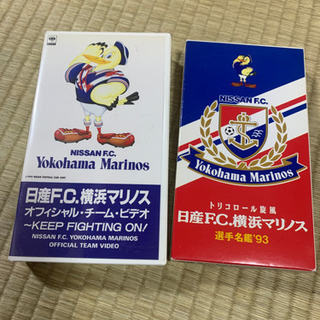 NISSAN F.C.
Yokohama Marinos
日産F.C.横浜マリノス
オフィシャル・チーム・ビデオ
〜KEEP FIGHTING ON!
NISSAN F.C. YOKOHAMA MARINOS
OFFICIAL TEAM VIDEO
NISSAN F.C.
Yokohama Marinos
トリコロール旋風
日産F.C.横浜マリノス
選手名鑑'93